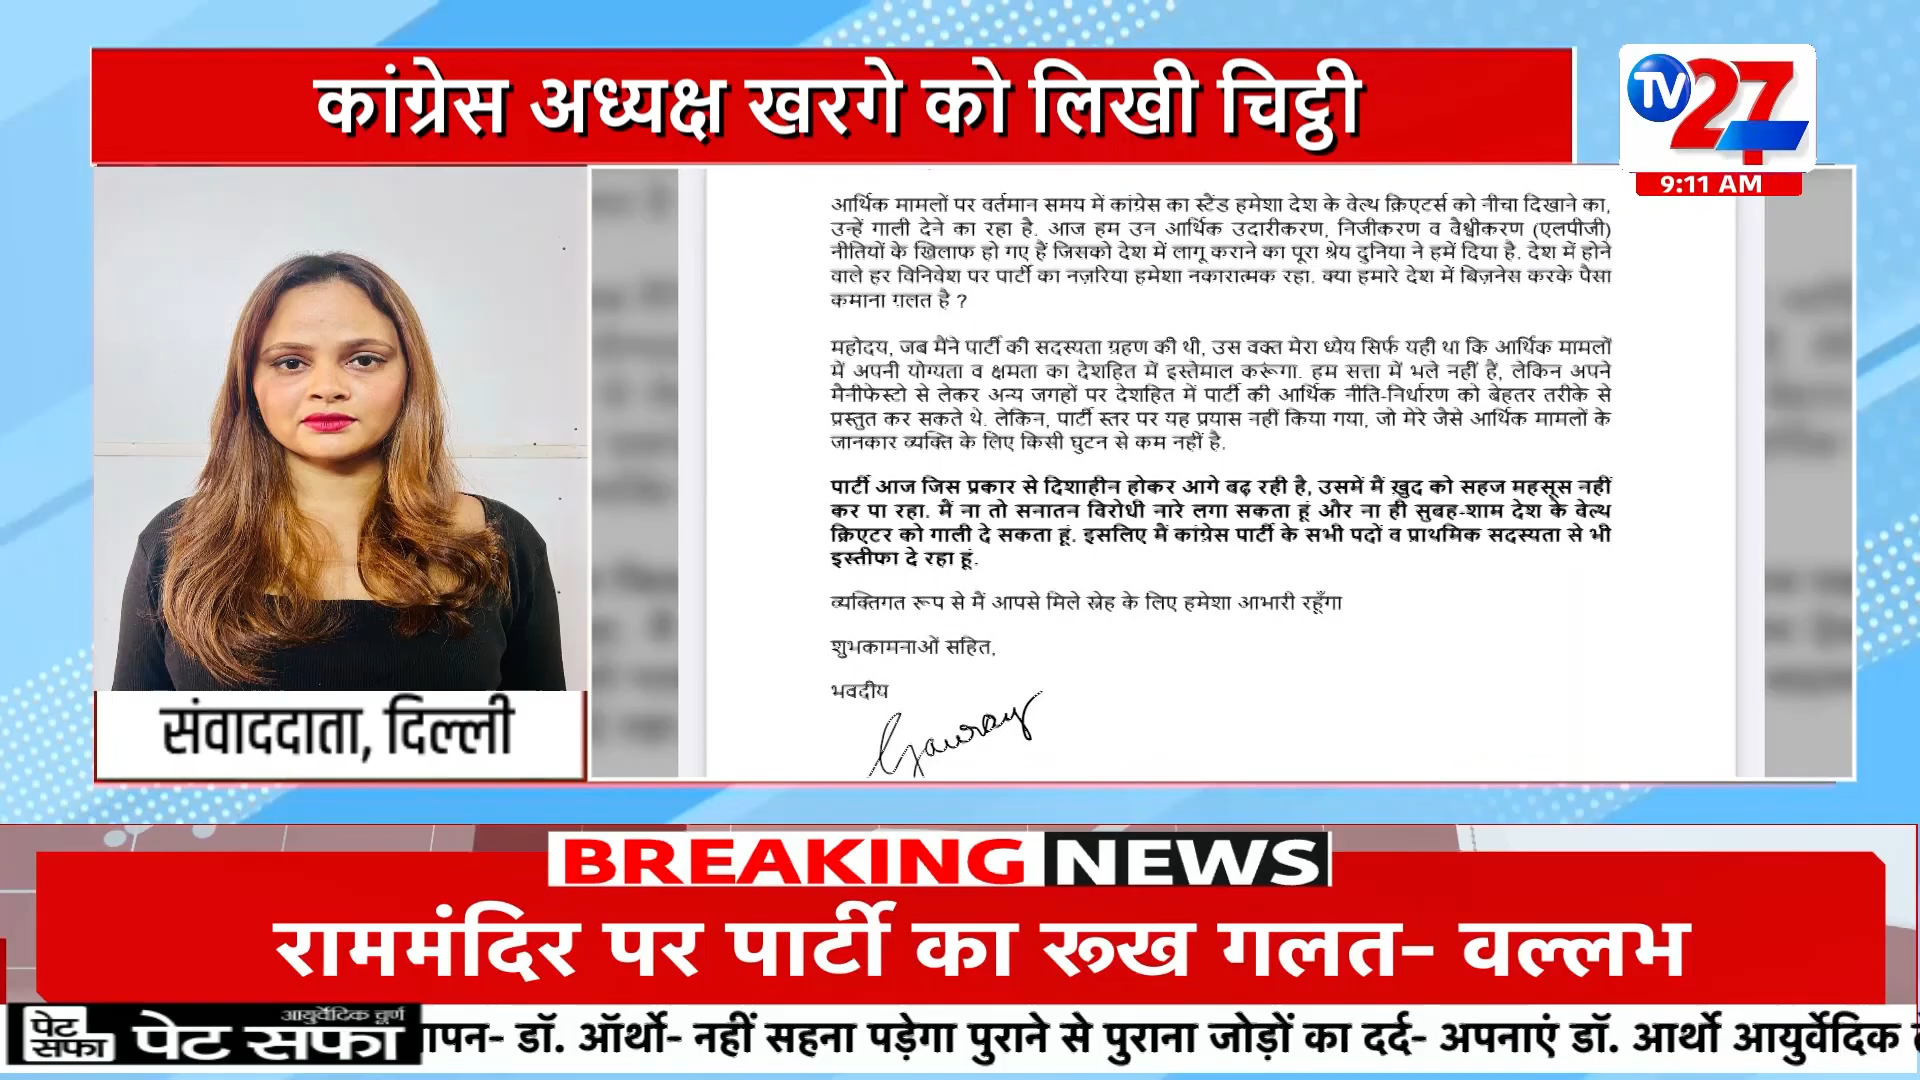 कांग्रेस अध्यक्ष खरगे को लिखी चिट्ठी
TV27
9:11 AM
आर्थिक मामलों पर वर्तमान समय में कांग्रेस का स्टैंड हमेशा देश के वेल्थ क्रिएटर्स को नीचा दिखाने का,
उन्हें गाली देने का रहा है. आज हम उन आर्थिक उदारीकरण, निजीकरण व वैश्वीकरण (एलपीजी)
नीतियों के खिलाफ हो गए हैं जिसको देश में लागू कराने का पूरा श्रेय दुनिया ने हमें दिया है. देश में होने
वाले हर विनिवेश पर पार्टी का नज़रिया हमेशा नकारात्मक रहा. क्या हमारे देश में बिज़नेस करके पैसा
कमाना ग़लत है ?
महोदय, जब मैंने पार्टी की सदस्यता ग्रहण की थी, उस वक्त मेरा ध्येय सिर्फ यही था कि आर्थिक मामलों
में अपनी योग्यता व क्षमता का देशहित में इस्तेमाल करूंगा. हम सत्ता में भले नहीं हैं, लेकिन अपने
मैनीफेस्टो से लेकर अन्य जगहों पर देशहित में पार्टी की आर्थिक नीति-निर्धारण को बेहतर तरीके से
प्रस्तुत कर सकते थे. लेकिन, पार्टी स्तर पर यह प्रयास नहीं किया गया, जो मेरे जैसे आर्थिक मामलों के
जानकार व्यक्ति के लिए किसी घुटन से कम नहीं है.
पार्टी आज जिस प्रकार से दिशाहीन होकर आगे बढ़ रही है, उसमें मैं ख़ुद को सहज महसूस नहीं
कर पा रहा. मैं ना तो सनातन विरोधी नारे लगा सकता हूं और ना ही सुबह-शाम देश के वेल्थ
क्रिएटर को गाली दे सकता हूं. इसलिए मैं कांग्रेस पार्टी के सभी पदों व प्राथमिक सदस्यता से भी
इस्तीफा दे रहा हूं.
व्यक्तिगत रूप से मैं आपसे मिले स्नेह के लिए हमेशा आभारी रहूँगा
शुभकामनाओं सहित,
भवदीय
Gaurav
संवाददाता, दिल्ली
BREAKING NEWS
राममंदिर पर पार्टी का रूख गलत- वल्लभ
पेट सफा
आयुर्वेदिक चूर्ण
पेट सफा
ापन- डॉ. ऑर्थो- नहीं सहना पड़ेगा पुराने से पुराना जोड़ों का दर्द- अपनाएं डॉ. आर्थो आयुर्वेदिक